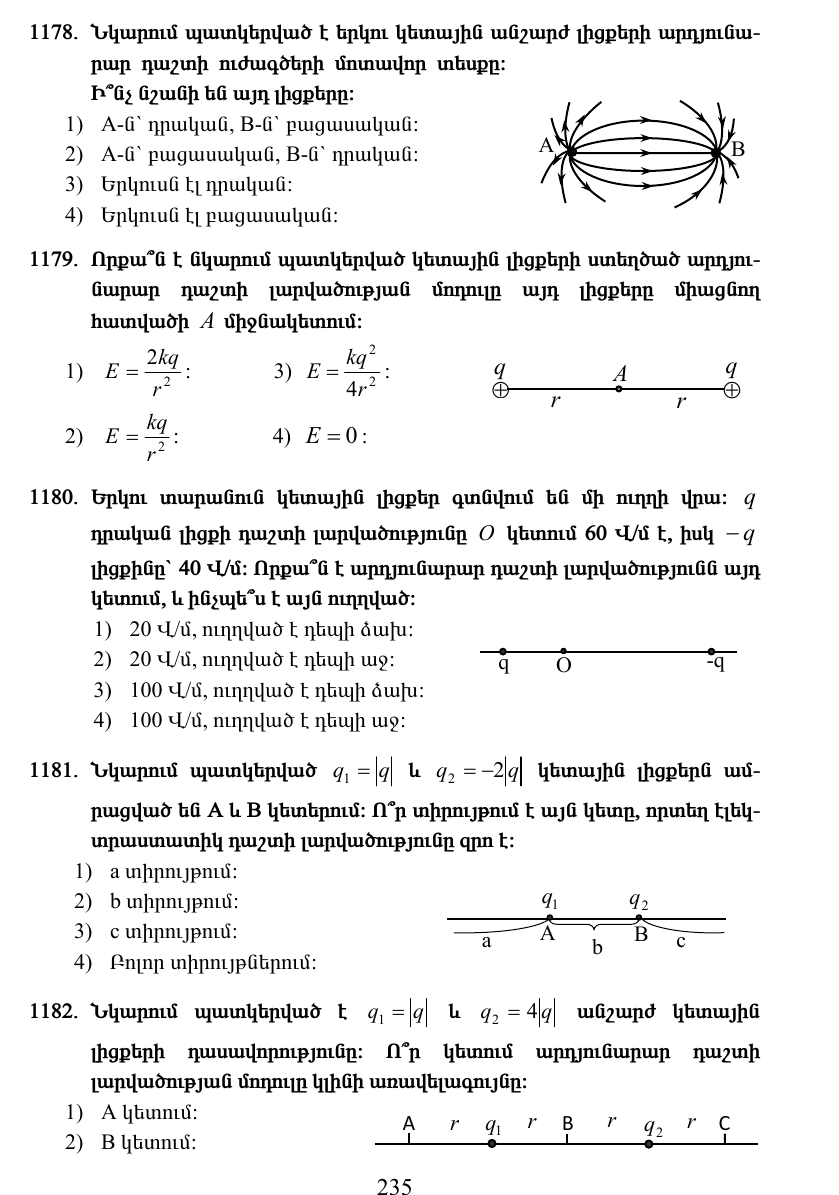 1178. Նկարում պատկերված է երկու կետային անշարժ լիցքերի արդյունա-
րար դաշտի ուժագծերի մոտավոր տեսքը:
Ի՞նչ նշանի են այդ լիցքերը:
1) A-ն՝ դրական, B-ն՝ բացասական:
2) A-ն՝ բացասական, B-ն՝ դրական:
3) Երկուսն էլ դրական:
4) Երկուսն էլ բացասական:
A B
1179. Որքա՞ն է նկարում պատկերված կետային լիցքերի ստեղծած արդյու-
նարար դաշտի լարվածության մոդուլը այդ լիցքերը միացնող
հատվածի A միջնակետում:
1) E = 2kq / r² : 3) E = kq² / 4r² :
2) E = kq / r² : 4) E = 0 :
q A q
r r
1180. Երկու տարանուն կետային լիցքեր գտնվում են մի ուղղի վրա: q
դրական լիցքի դաշտի լարվածությունը O կետում 60 Վ/մ է, իսկ −q
լիցքինը՝ 40 Վ/մ: Որքա՞ն է արդյունարար դաշտի լարվածությունն այդ
կետում, և ինչպե՞ս է այն ուղղված:
1) 20 Վ/մ, ուղղված է դեպի ձախ:
2) 20 Վ/մ, ուղղված է դեպի աջ:
3) 100 Վ/մ, ուղղված է դեպի ձախ:
4) 100 Վ/մ, ուղղված է դեպի աջ:
q O -q
1181. Նկարում պատկերված q₁ = |q| և q₂ = −2|q| կետային լիցքերն ամ-
րացված են A և B կետերում: Ո՞ր տիրույթում է այն կետը, որտեղ էլեկ-
տրաստատիկ դաշտի լարվածությունը զրո է:
1) a տիրույթում:
2) b տիրույթում:
3) c տիրույթում:
4) Բոլոր տիրույթներում:
q₁ q₂
a A b B c
1182. Նկարում պատկերված է q₁ = |q| և q₂ = 4|q| անշարժ կետային
լիցքերի դասավորությունը: Ո՞ր կետում արդյունարար դաշտի
լարվածության մոդուլը կլինի առավելագույնը:
1) A կետում:
2) B կետում:
A r q₁ r B r q₂ r C
235